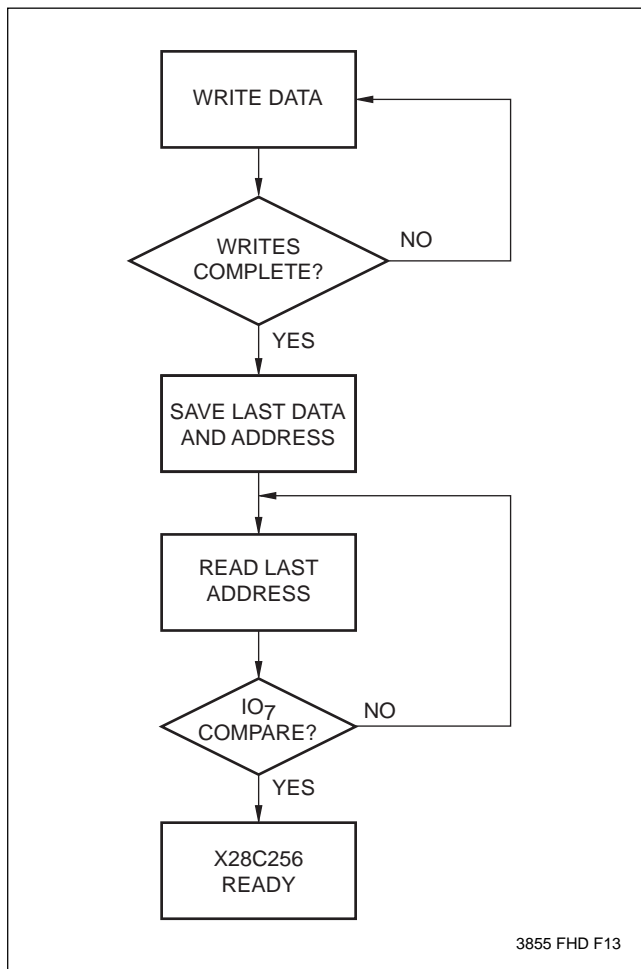 WRITE DATA
WRITES
COMPLETE?
NO
YES
SAVE LAST DATA
AND ADDRESS
READ LAST
ADDRESS
IO7
COMPARE?
NO
YES
X28C256
READY
3855 FHD F13